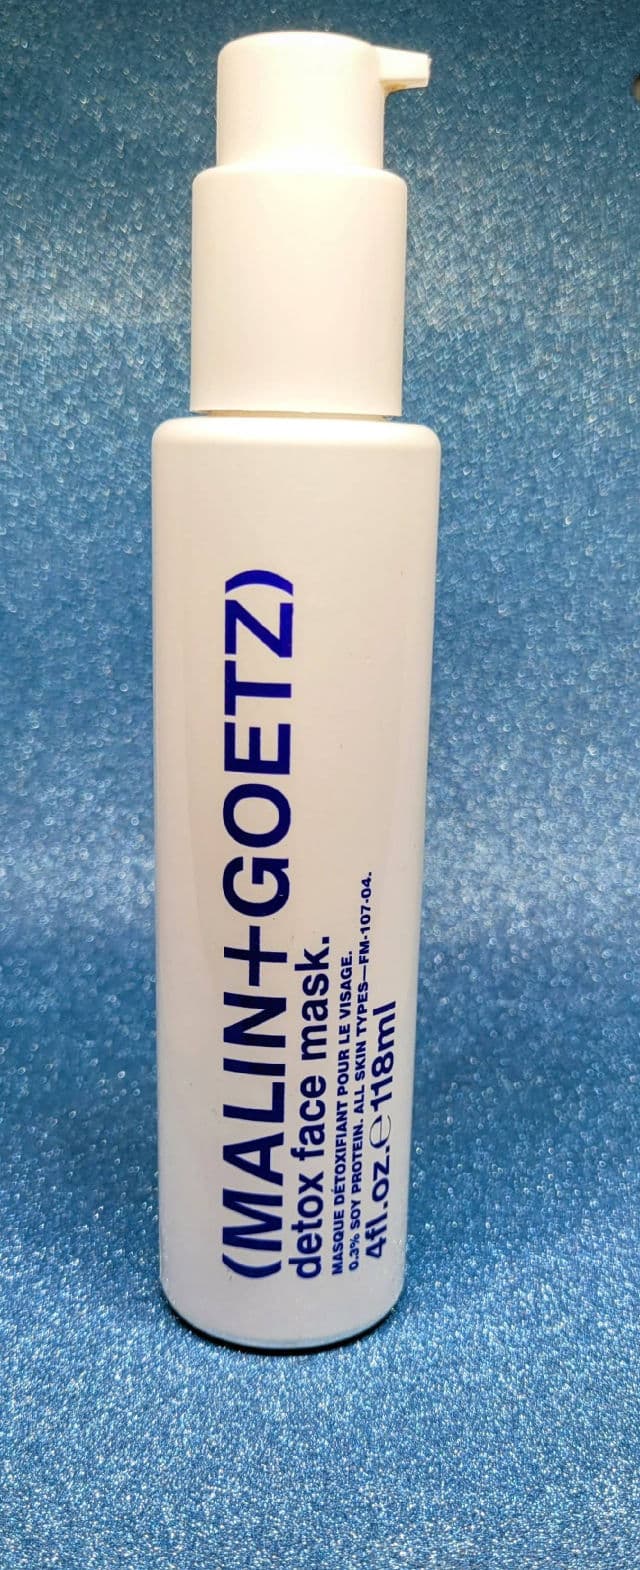 (MALIN+GOETZ)
detox face mask.
MASQUE DÉTOXIFIANT POUR LE VISAGE.
0.3% SOY PROTEIN. ALL SKIN TYPES—FM-107-04.
4fl.oz.℮118ml